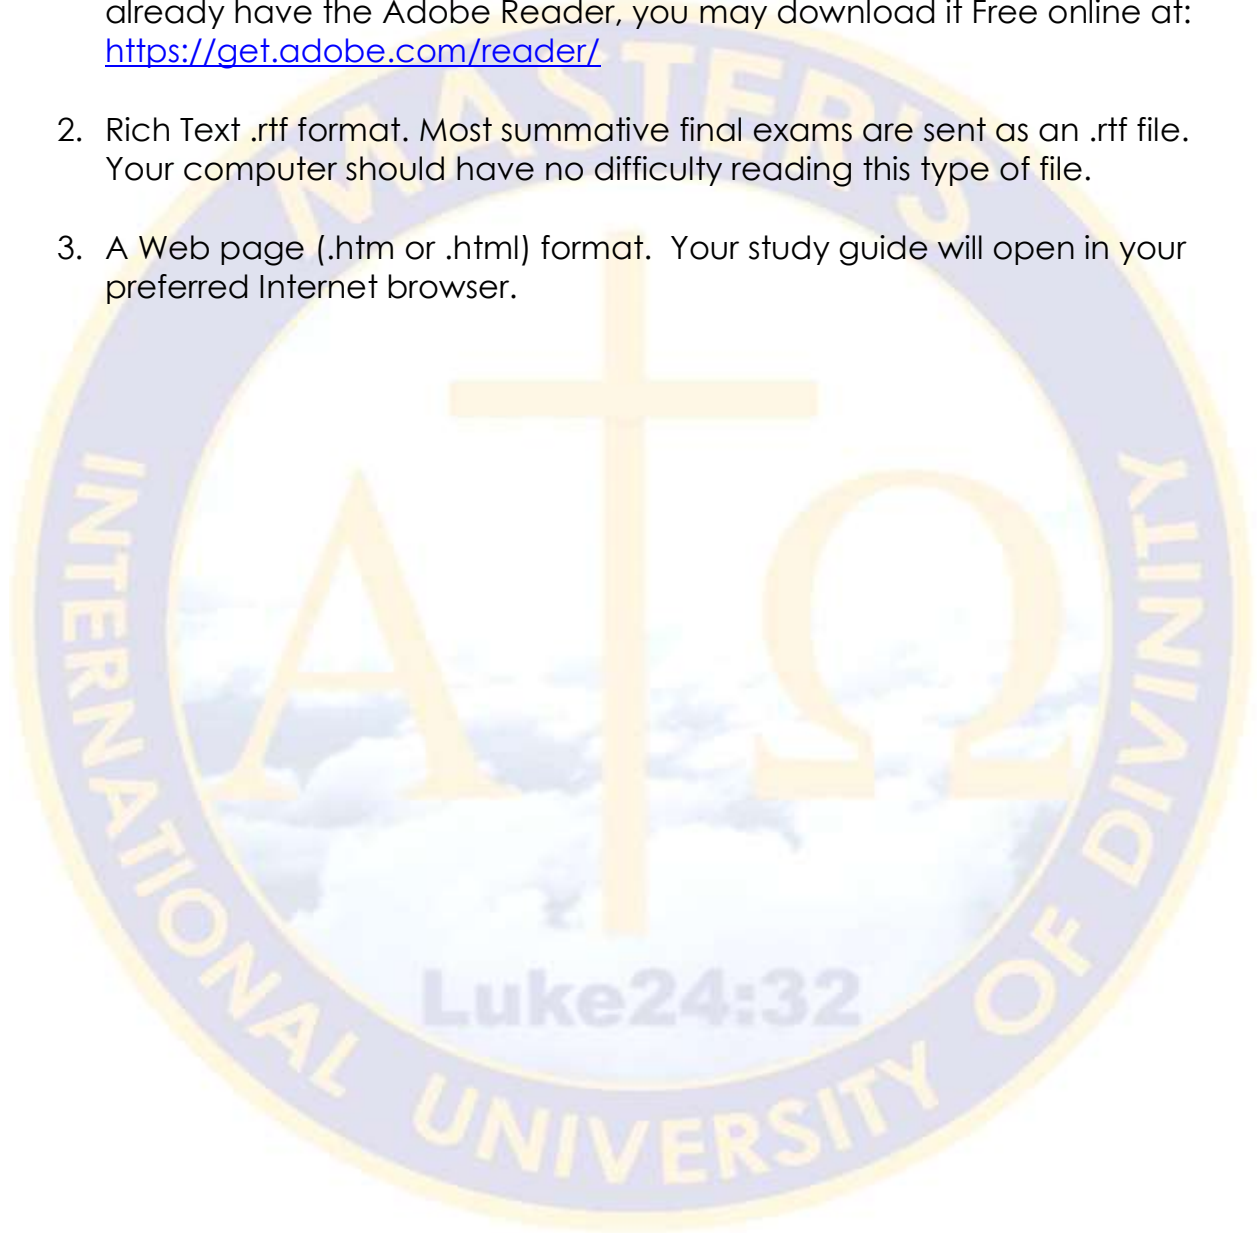 already have the Adobe Reader, you may download it Free online at:
https://get.adobe.com/reader/
2. Rich Text .rtf format. Most summative final exams are sent as an .rtf file.
Your computer should have no difficulty reading this type of file.
3. A Web page (.htm or .html) format.  Your study guide will open in your
preferred Internet browser.
MASTER'S
INTERNATIONAL UNIVERSITY OF DIVINITY
Α Ω
Luke24:32